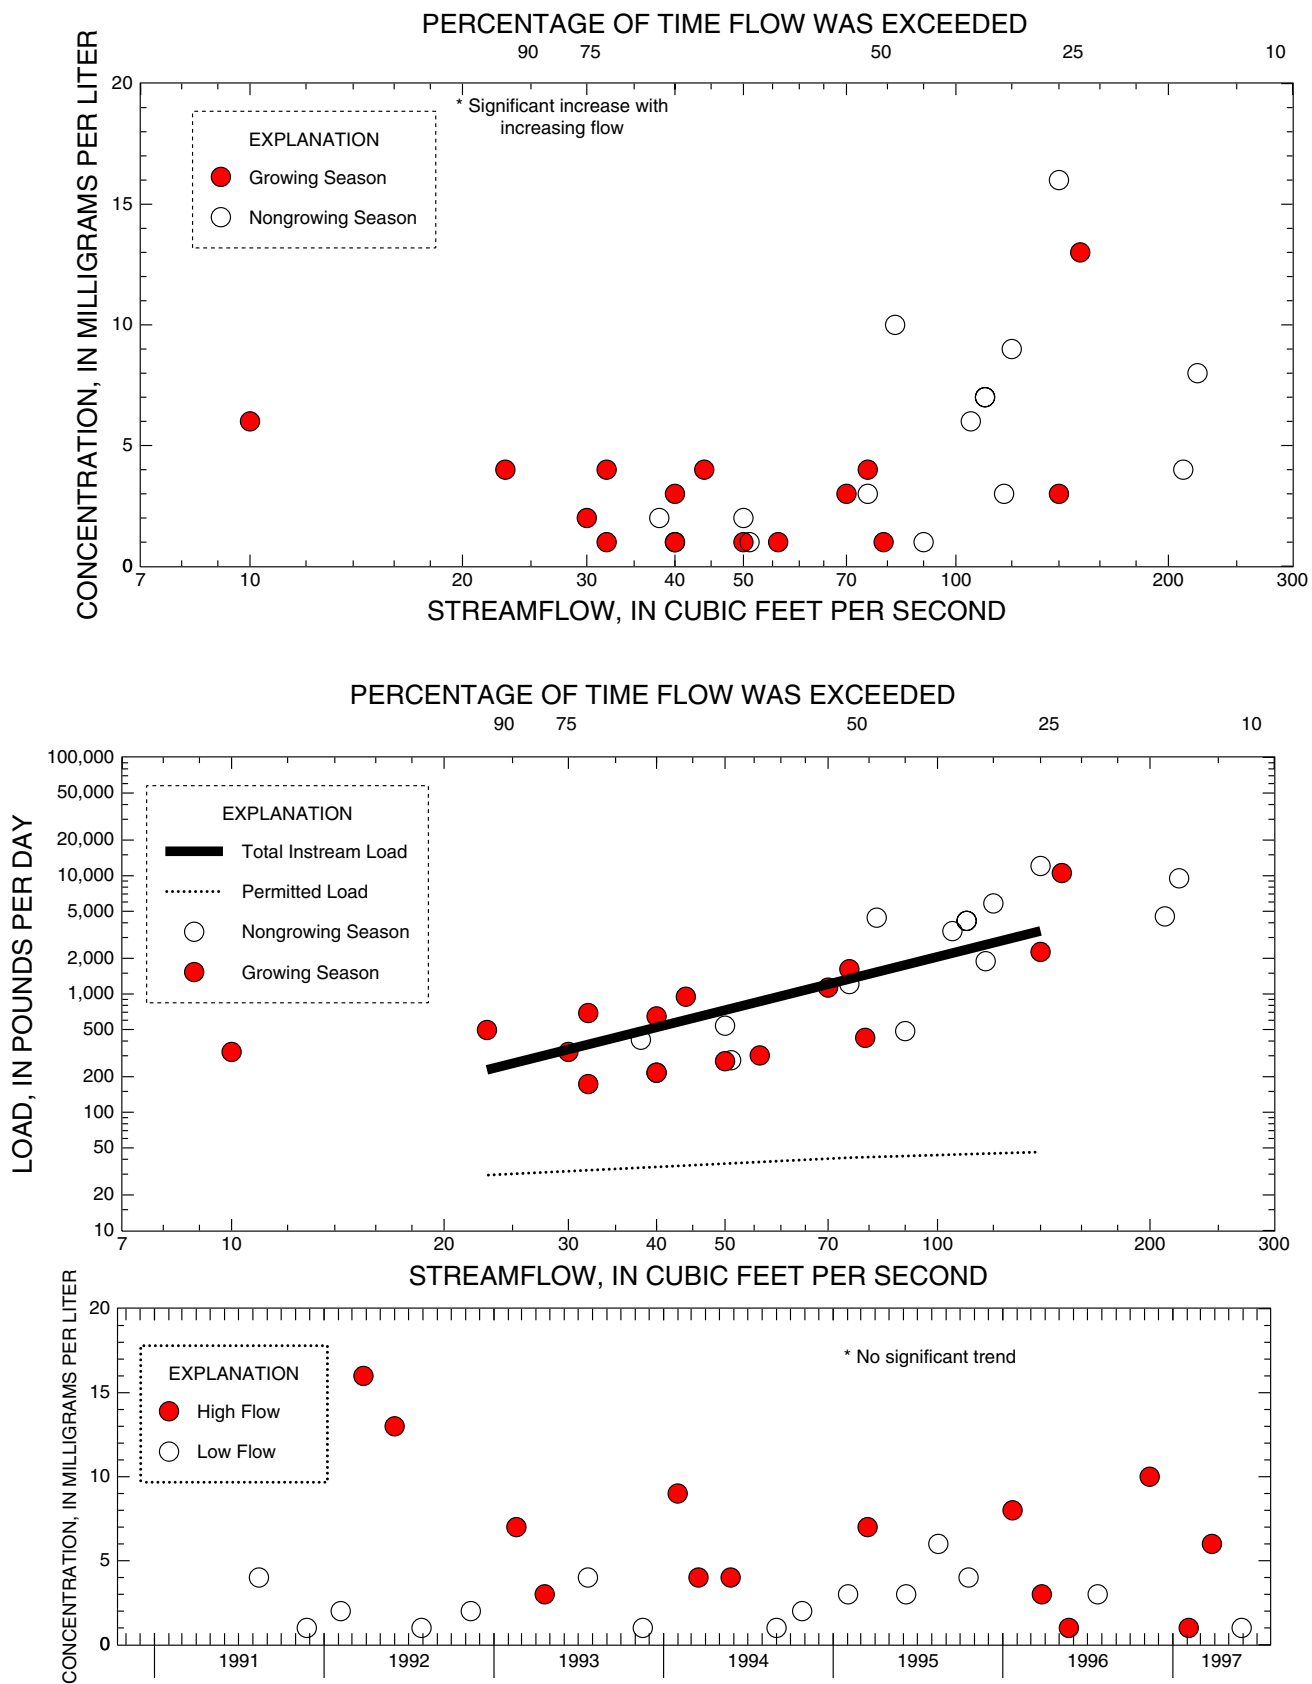 PERCENTAGE OF TIME FLOW WAS EXCEEDED
90 75 50 25 10
CONCENTRATION, IN MILLIGRAMS PER LITER
20
15
10
5
0
* Significant increase with
increasing flow
EXPLANATION
Growing Season
Nongrowing Season
7 10 20 30 40 50 70 100 200 300
STREAMFLOW, IN CUBIC FEET PER SECOND
PERCENTAGE OF TIME FLOW WAS EXCEEDED
90 75 50 25 10
LOAD, IN POUNDS PER DAY
100,000
50,000
20,000
10,000
5,000
2,000
1,000
500
200
100
50
20
10
EXPLANATION
Total Instream Load
Permitted Load
Nongrowing Season
Growing Season
7 10 20 30 40 50 70 100 200 300
STREAMFLOW, IN CUBIC FEET PER SECOND
CONCENTRATION, IN MILLIGRAMS PER LITER
20
15
10
5
0
EXPLANATION
High Flow
Low Flow
* No significant trend
1991 1992 1993 1994 1995 1996 1997